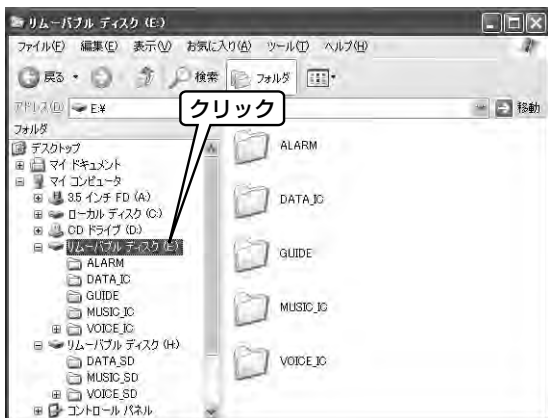 リムーバブル ディスク (E:)
ファイル(F) 編集(E) 表示(V) お気に入り(A) ツール(T) ヘルプ(H)
戻る 検索 フォルダ
アドレス(D) E:¥ 移動
クリック
フォルダ
デスクトップ
マイ ドキュメント
マイ コンピュータ
3.5 インチ FD (A:)
ローカル ディスク (C:)
CD ドライブ (D:)
リムーバブル ディスク (E:)
ALARM
DATA_IC
GUIDE
MUSIC_IC
VOICE_IC
リムーバブル ディスク (H:)
DATA_SD
MUSIC_SD
VOICE_SD
コントロール パネル
ALARM
DATA_IC
GUIDE
MUSIC_IC
VOICE_IC